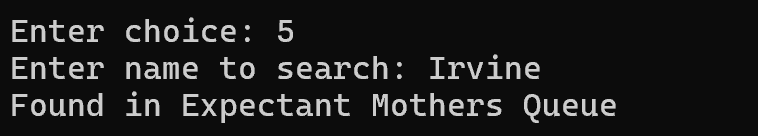 Enter choice: 5
Enter name to search: Irvine
Found in Expectant Mothers Queue